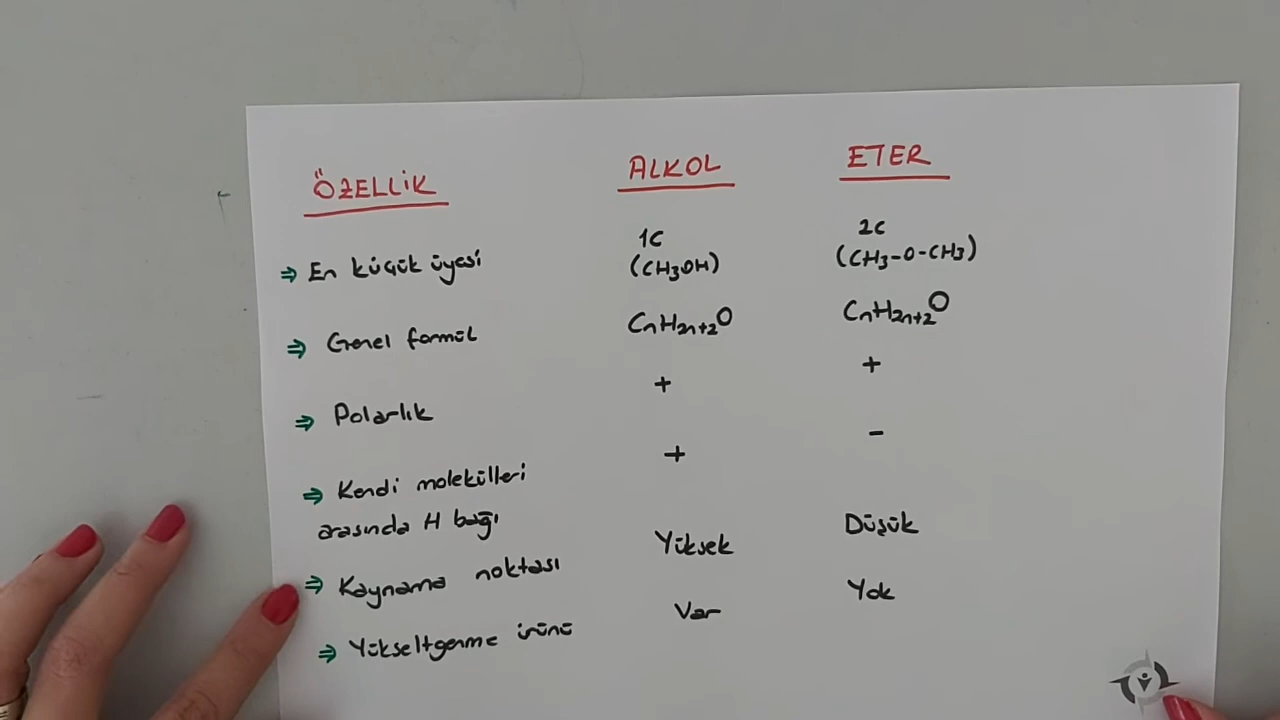 ÖZELLİK ALKOL ETER
⇒ En küçük üyesi 1C (CH3OH) 2C (CH3-O-CH3)
⇒ Genel formül CnH2n+2O CnH2n+2O
⇒ Polarlık + +
⇒ Kendi molekülleri + -
arasında H bağı
⇒ Kaynama noktası Yüksek Düşük
⇒ Yükseltgenme ürünü Var Yok